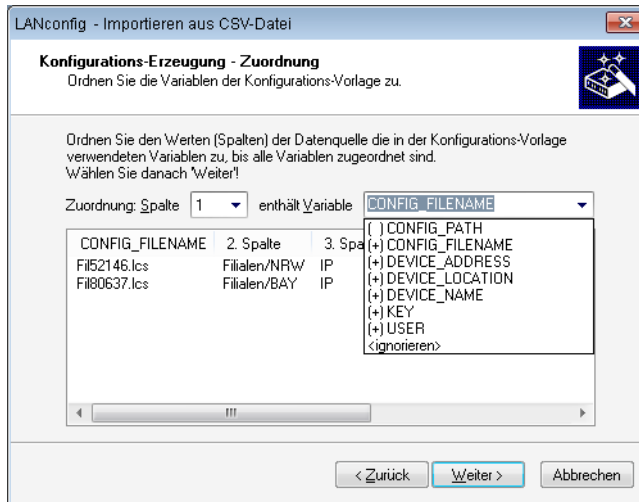 LANconfig - Importieren aus CSV-Datei
Konfigurations-Erzeugung - Zuordnung
Ordnen Sie die Variablen der Konfigurations-Vorlage zu.
Ordnen Sie den Werten (Spalten) der Datenquelle die in der Konfigurations-Vorlage
verwendeten Variablen zu, bis alle Variablen zugeordnet sind.
Wählen Sie danach 'Weiter'!
Zuordnung: Spalte 1 enthält Variable CONFIG_FILENAME
( ) CONFIG_PATH
(+) CONFIG_FILENAME
(+) DEVICE_ADDRESS
(+) DEVICE_LOCATION
(+) DEVICE_NAME
(+) KEY
(+) USER
<ignorieren>
CONFIG_FILENAME 2. Spalte 3. Spa
Fil52146.lcs Filialen/NRW IP
Fil80637.lcs Filialen/BAY IP
< Zurück Weiter > Abbrechen